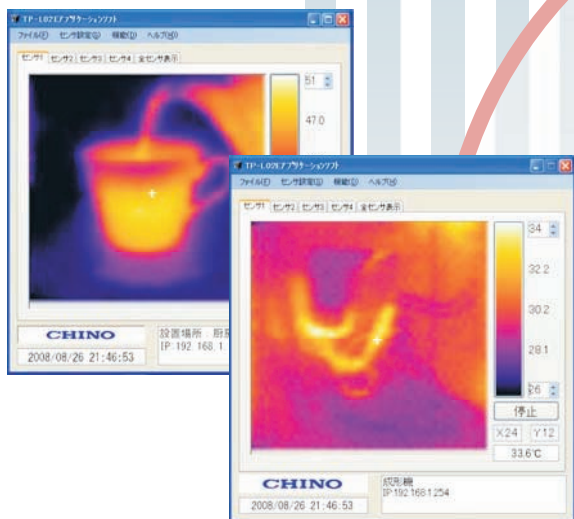 TP-L02Eアプリケーションソフト
ファイル(F) センサ設定(S) 機能(D) ヘルプ(H)
センサ1 センサ2 センサ3 センサ4 全センサ表示
51
47.0
CHINO
2008/08/26 21:46:53
設置場所 厨房
IP:192.168.1
TP-L02Eアプリケーションソフト
ファイル(F) センサ設定(S) 機能(D) ヘルプ(H)
センサ1 センサ2 センサ3 センサ4 全センサ表示
34
32.2
30.2
28.1
26
停止
X24 Y12
33.6℃
CHINO
2008/08/26 21:46:53
成形機
IP:192.168.1.254